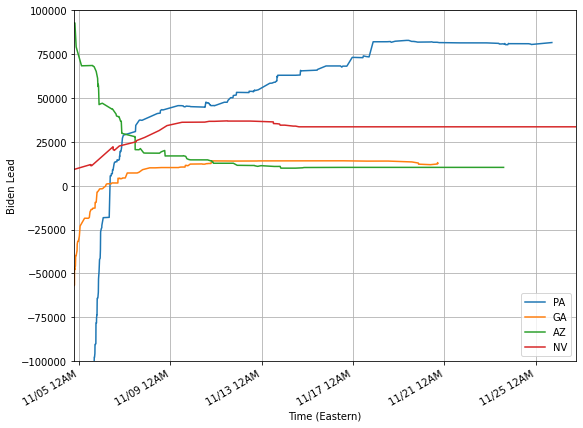 100000
75000
50000
25000
0
−25000
−50000
−75000
−100000
Biden Lead
11/05 12AM
11/09 12AM
11/13 12AM
11/17 12AM
11/21 12AM
11/25 12AM
Time (Eastern)
PA
GA
AZ
NV